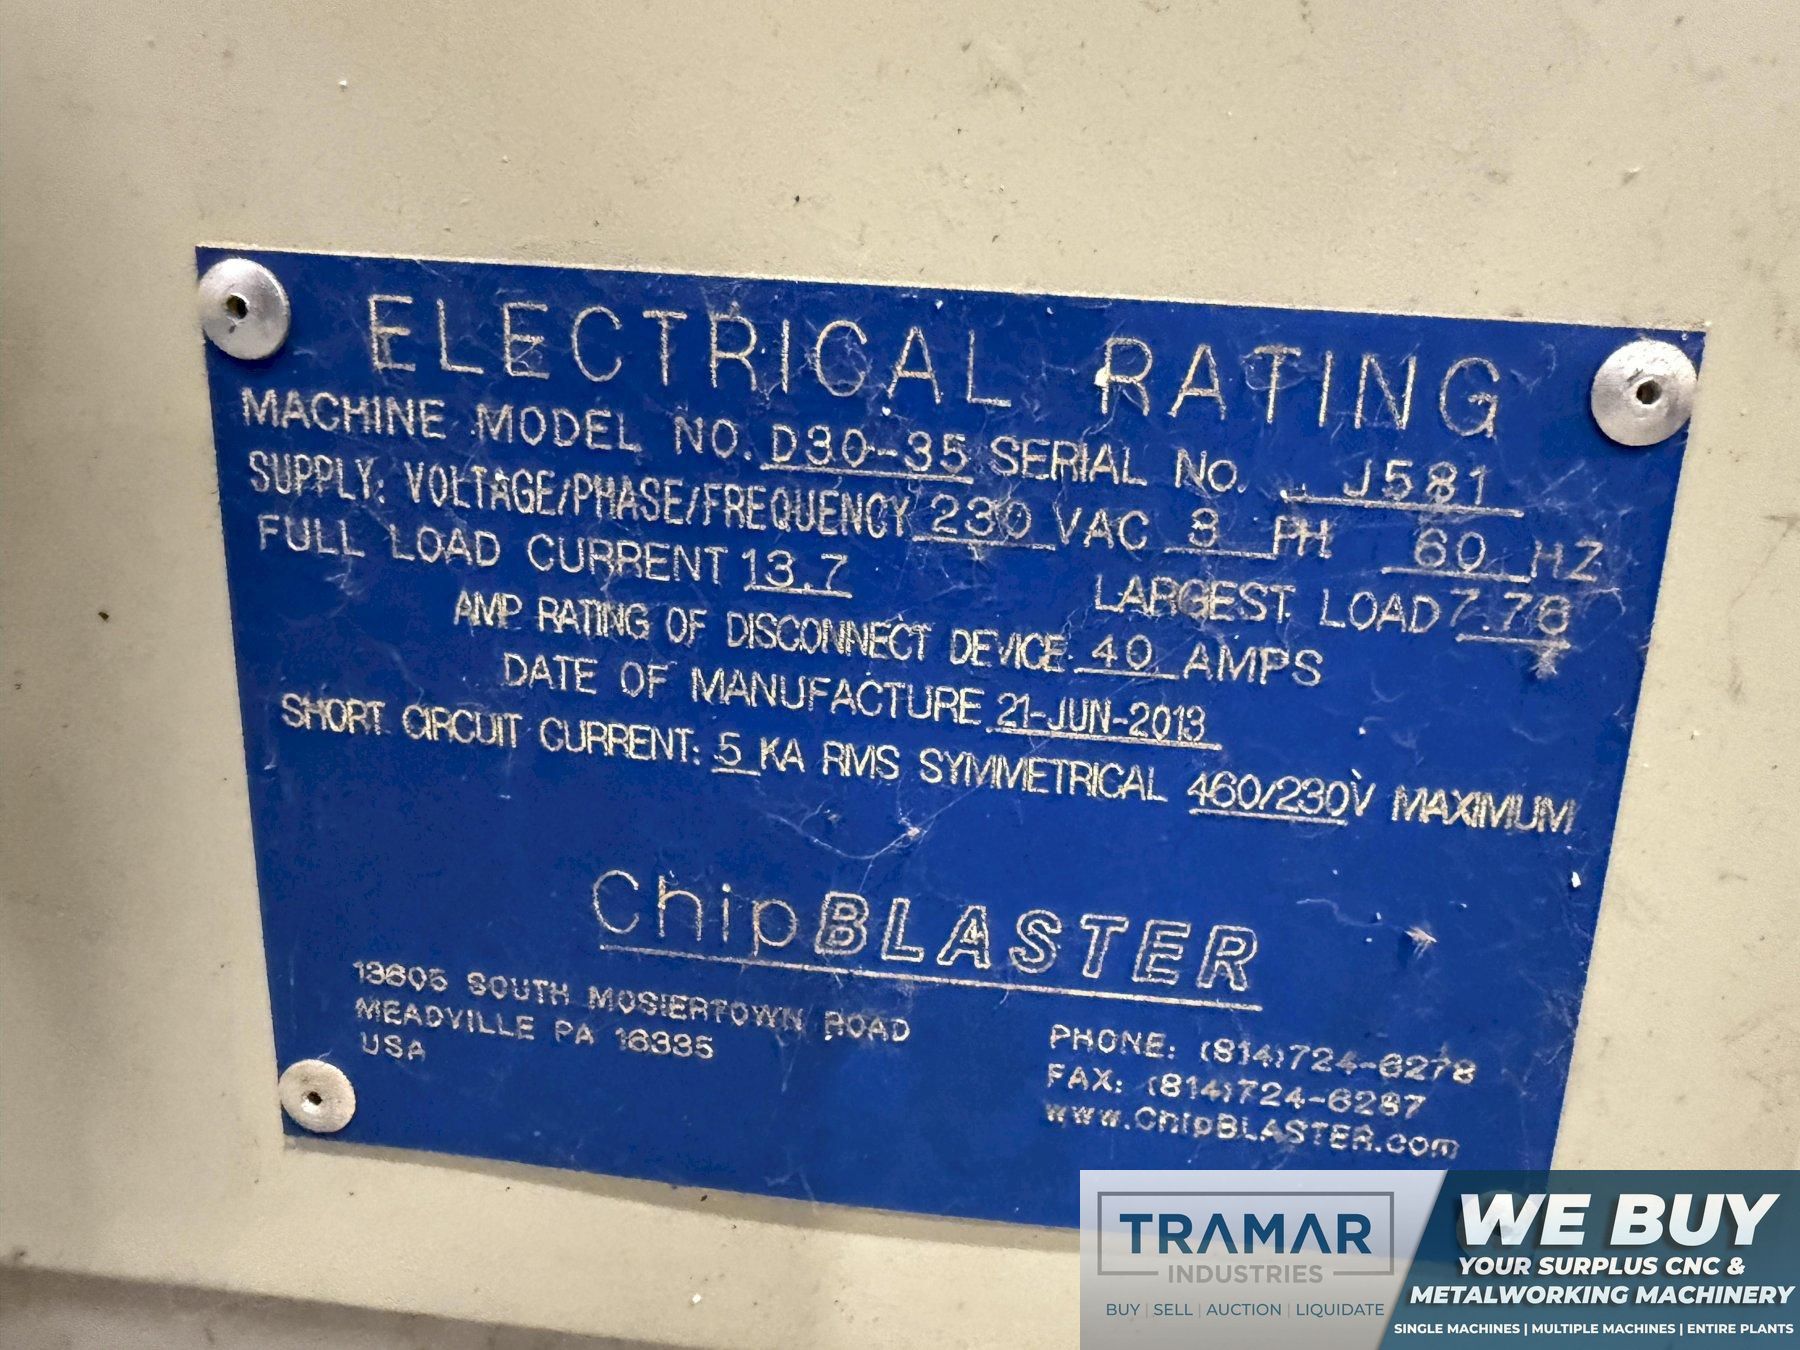 ELECTRICAL RATING
MACHINE MODEL NO. D30-35 SERIAL NO. J581
SUPPLY: VOLTAGE/PHASE/FREQUENCY 230 VAC 3 PH 60 HZ
FULL LOAD CURRENT 13.7 LARGEST LOAD 7.76
AMP RATING OF DISCONNECT DEVICE 40 AMPS
DATE OF MANUFACTURE 21-JUN-2013
SHORT CIRCUIT CURRENT: 5 KA RMS SYMMETRICAL 460/230V MAXIMUM
ChipBLASTER
13605 SOUTH MOSIERTOWN ROAD
MEADVILLE PA 16335
USA
PHONE: (814)724-6278
FAX: (814)724-6287
www.ChipBLASTER.com
TRAMAR
INDUSTRIES
BUY | SELL | AUCTION | LIQUIDATE
WE BUY
YOUR SURPLUS CNC &
METALWORKING MACHINERY
SINGLE MACHINES | MULTIPLE MACHINES | ENTIRE PLANTS